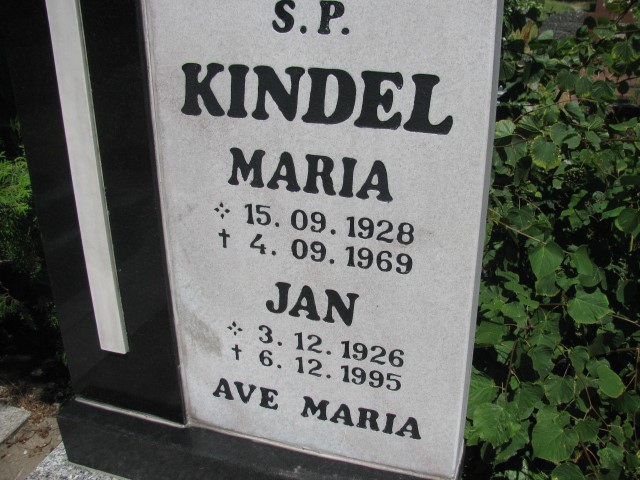 S.P.
KINDEL
MARIA
15. 09. 1928
† 4. 09. 1969
JAN
3. 12. 1926
† 6. 12. 1995
AVE MARIA